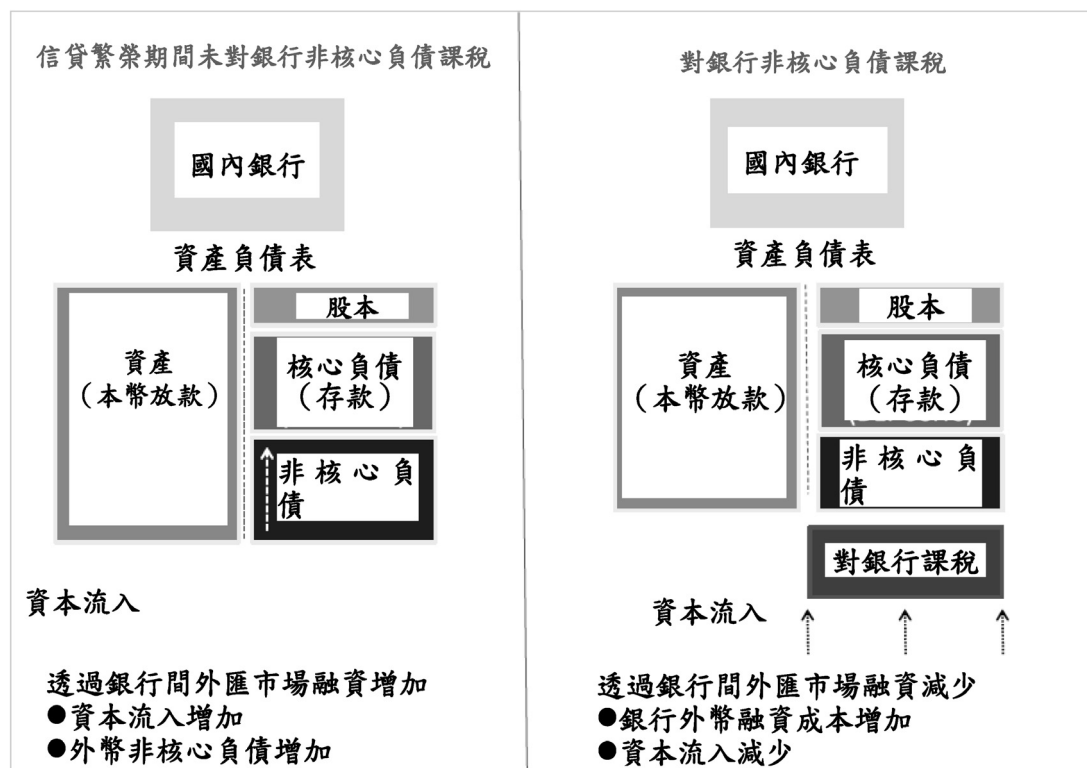 信貸繁榮期間未對銀行非核心負債課稅
國內銀行
資產負債表
資產
（本幣放款）
股本
核心負債
（存款）
非核心負
債
資本流入
透過銀行間外匯市場融資增加
●資本流入增加
●外幣非核心負債增加
對銀行非核心負債課稅
國內銀行
資產負債表
資產
（本幣放款）
股本
核心負債
（存款）
非核心負
債
對銀行課稅
資本流入
透過銀行間外匯市場融資減少
●銀行外幣融資成本增加
●資本流入減少